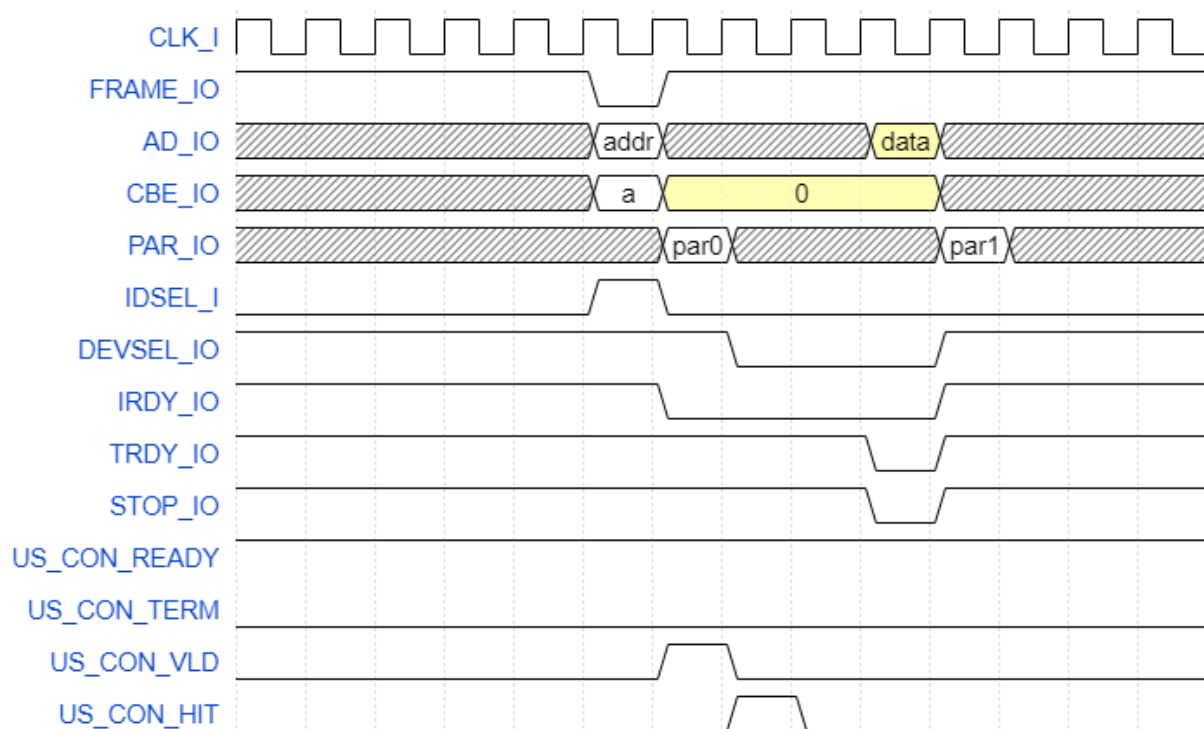 CLK_I
FRAME_IO
AD_IO addr data
CBE_IO a 0
PAR_IO par0 par1
IDSEL_I
DEVSEL_IO
IRDY_IO
TRDY_IO
STOP_IO
US_CON_READY
US_CON_TERM
US_CON_VLD
US_CON_HIT